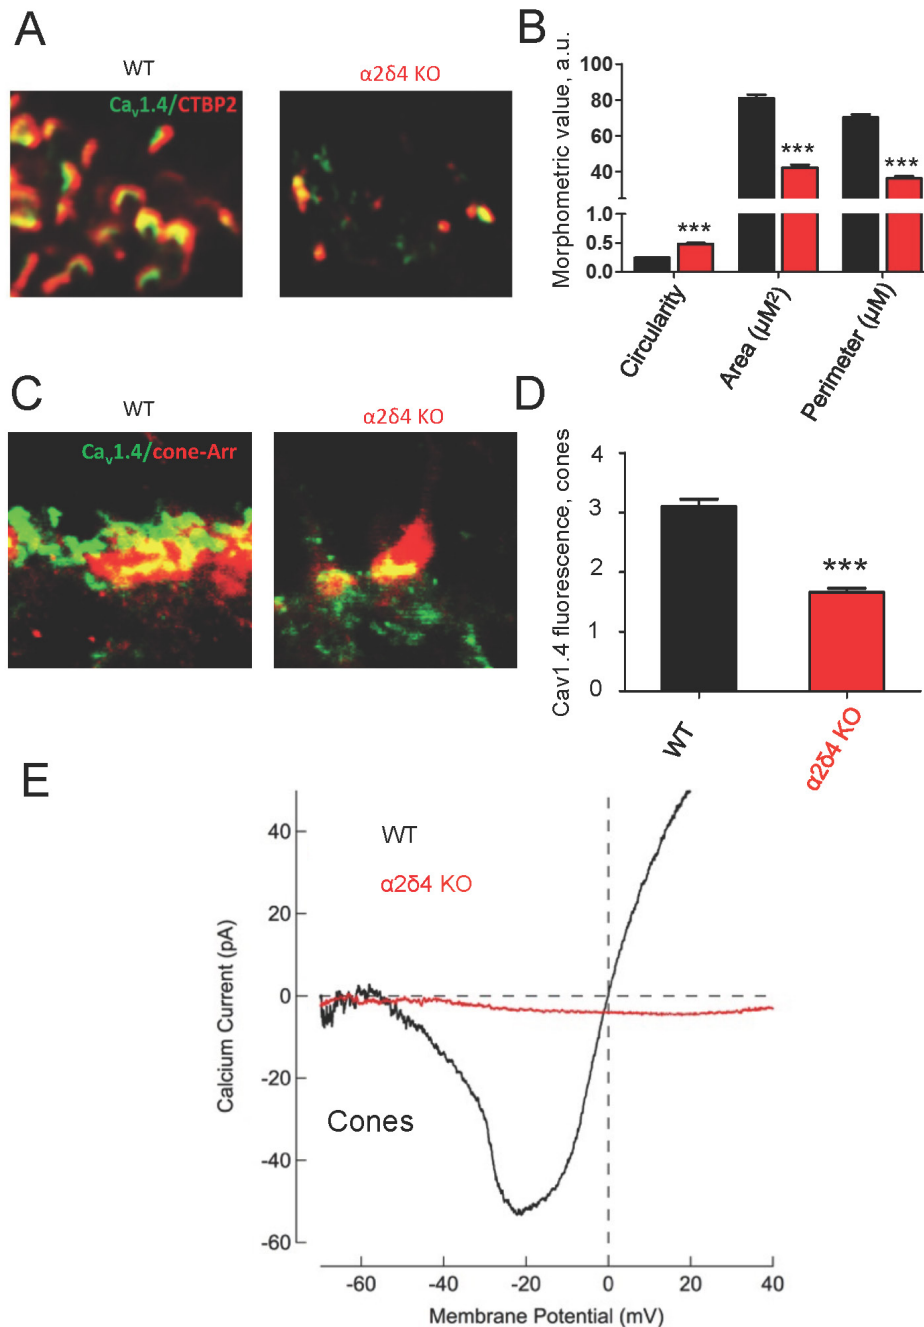 A
WT
α2δ4 KO
Cav1.4/CTBP2
B
Morphometric value, a.u.
100
80
60
40
1.0
0.5
0.0
***
***
***
Circularity
Area (µM²)
Perimeter (µM)
C
WT
α2δ4 KO
Cav1.4/cone-Arr
D
Cav1.4 fluorescence, cones
4
3
2
1
0
***
WT
α2δ4 KO
E
WT
α2δ4 KO
Calcium Current (pA)
40
20
0
-20
-40
-60
Cones
-60 -40 -20 0 20 40
Membrane Potential (mV)